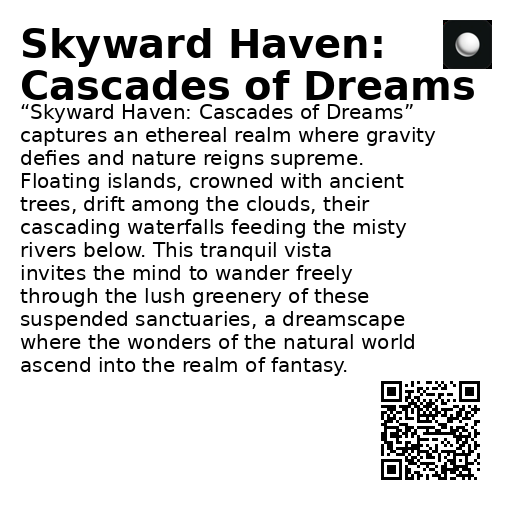 Skyward Haven:
Cascades of Dreams
“Skyward Haven: Cascades of Dreams”
captures an ethereal realm where gravity
defies and nature reigns supreme.
Floating islands, crowned with ancient
trees, drift among the clouds, their
cascading waterfalls feeding the misty
rivers below. This tranquil vista
invites the mind to wander freely
through the lush greenery of these
suspended sanctuaries, a dreamscape
where the wonders of the natural world
ascend into the realm of fantasy.